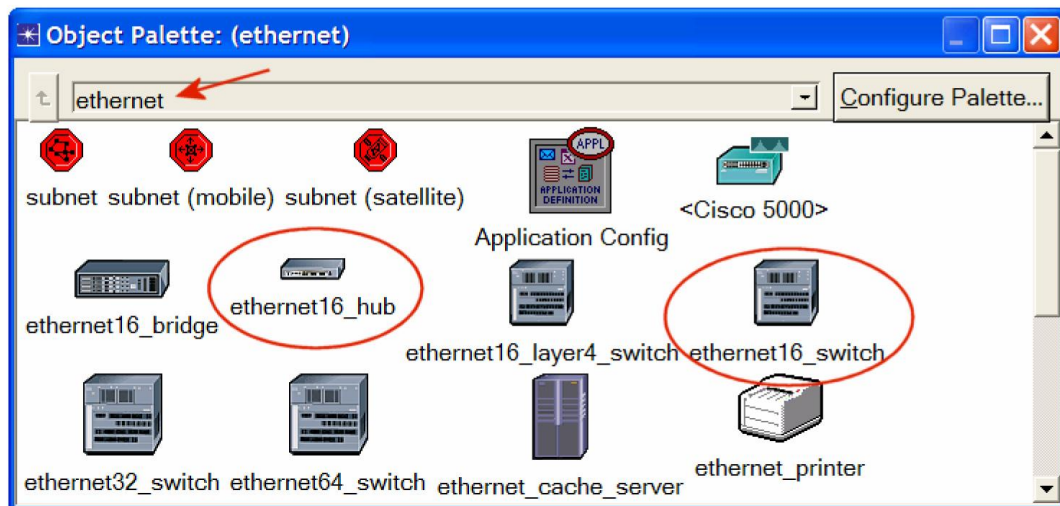 Object Palette: (ethernet)
ethernet
Configure Palette...
APPL
APPLICATION
DEFINITION
subnet subnet (mobile) subnet (satellite)
Application Config
<Cisco 5000>
ethernet16_bridge
ethernet16_hub
ethernet16_layer4_switch
ethernet16_switch
ethernet32_switch
ethernet64_switch
ethernet_cache_server
ethernet_printer